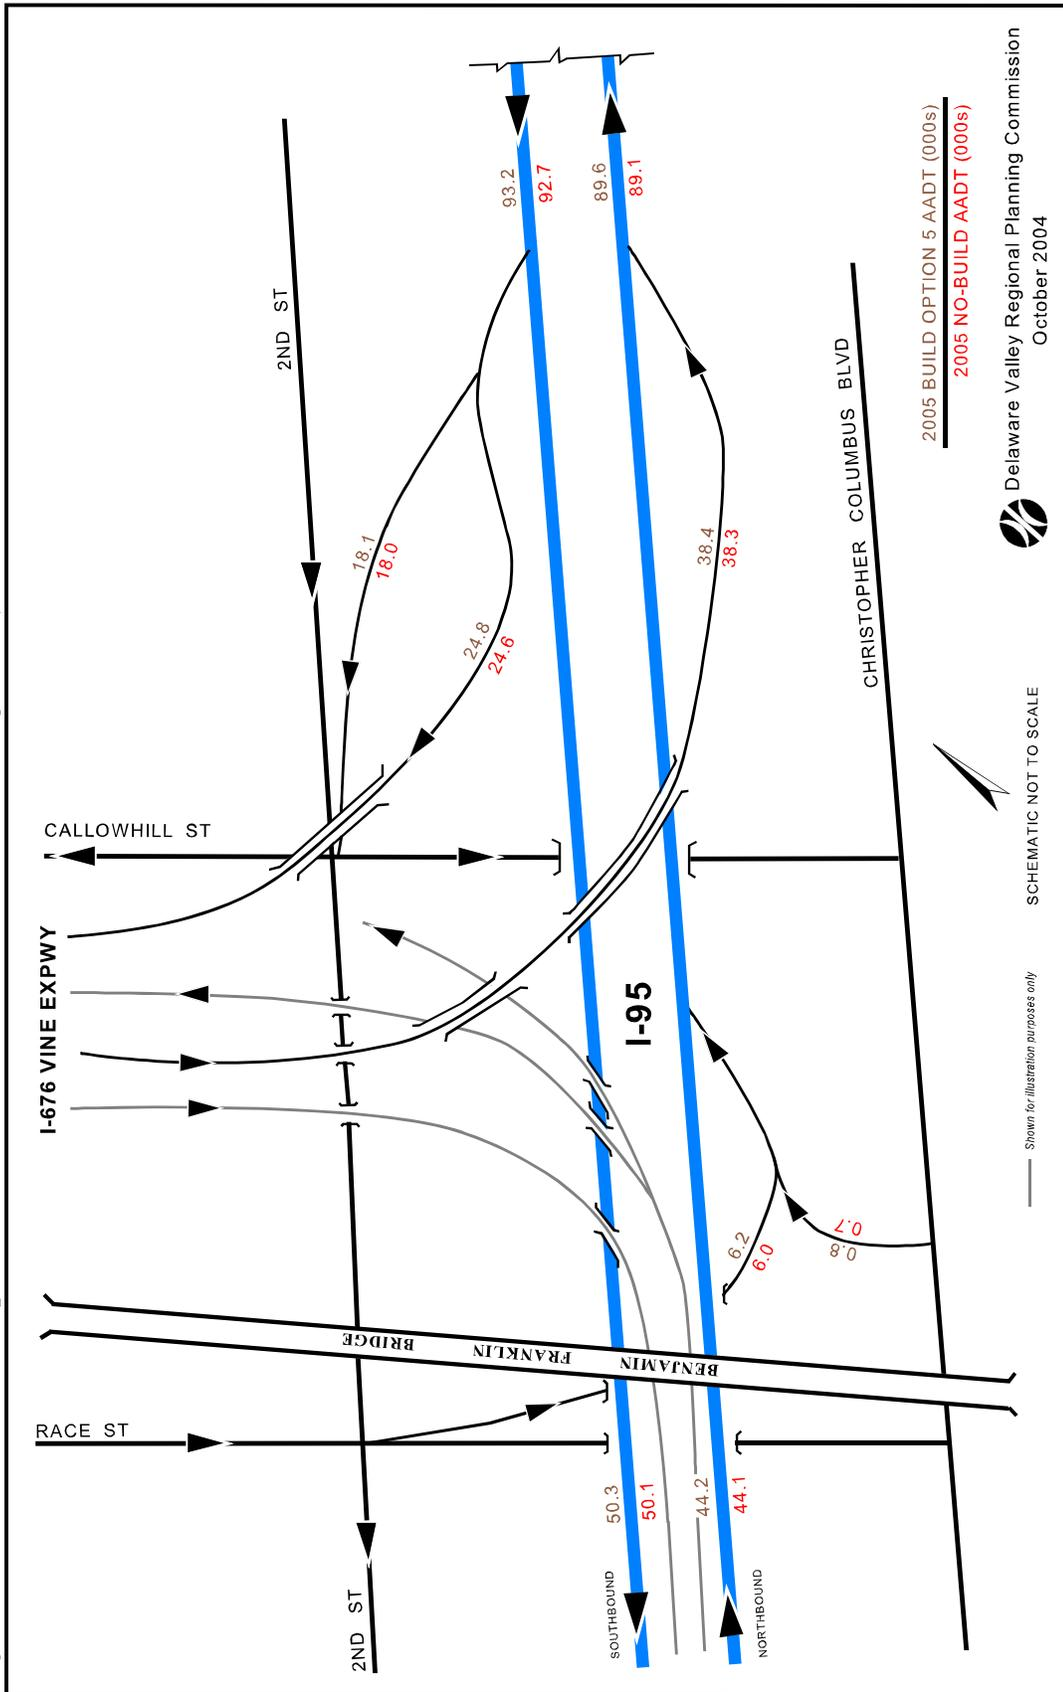 2ND ST
93.2
92.7
89.6
89.1
2005 BUILD OPTION 5 AADT (000s)
2005 NO-BUILD AADT (000s)
Delaware Valley Regional Planning Commission
October 2004
18.1
18.0
24.8
24.6
38.4
38.3
CHRISTOPHER COLUMBUS BLVD
CALLOWHILL ST
SCHEMATIC NOT TO SCALE
I-676 VINE EXPWY
I-95
Shown for illustration purposes only
6.2
6.0
0.8
0.7
BENJAMIN FRANKLIN BRIDGE
RACE ST
50.3
50.1
44.2
44.1
2ND ST
SOUTHBOUND
NORTHBOUND